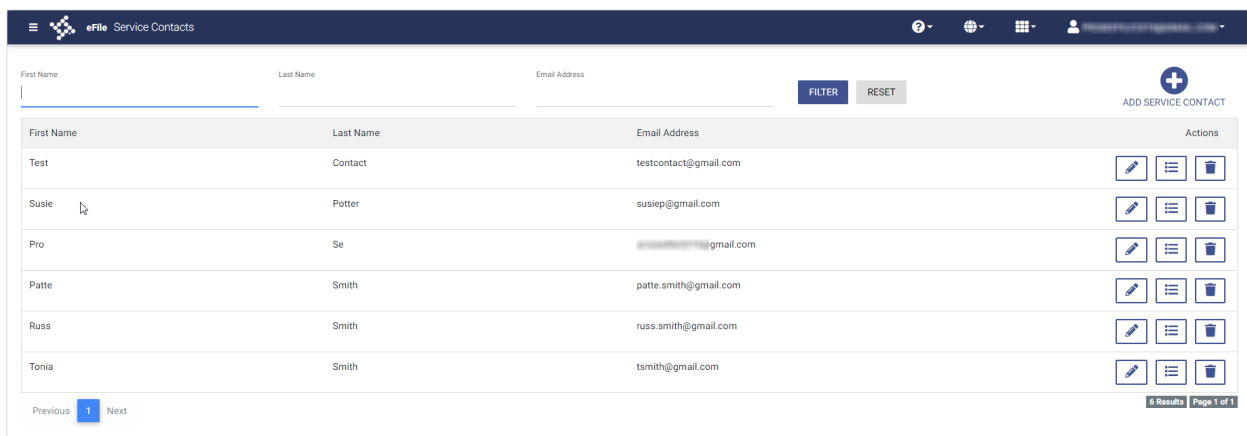 eFile Service Contacts
First Name Last Name Email Address
FILTER RESET
ADD SERVICE CONTACT
First Name Last Name Email Address Actions
Test Contact testcontact@gmail.com
Susie Potter susiep@gmail.com
Pro Se gmail.com
Patte Smith patte.smith@gmail.com
Russ Smith russ.smith@gmail.com
Tonia Smith tsmith@gmail.com
Previous 1 Next
6 Results Page 1 of 1